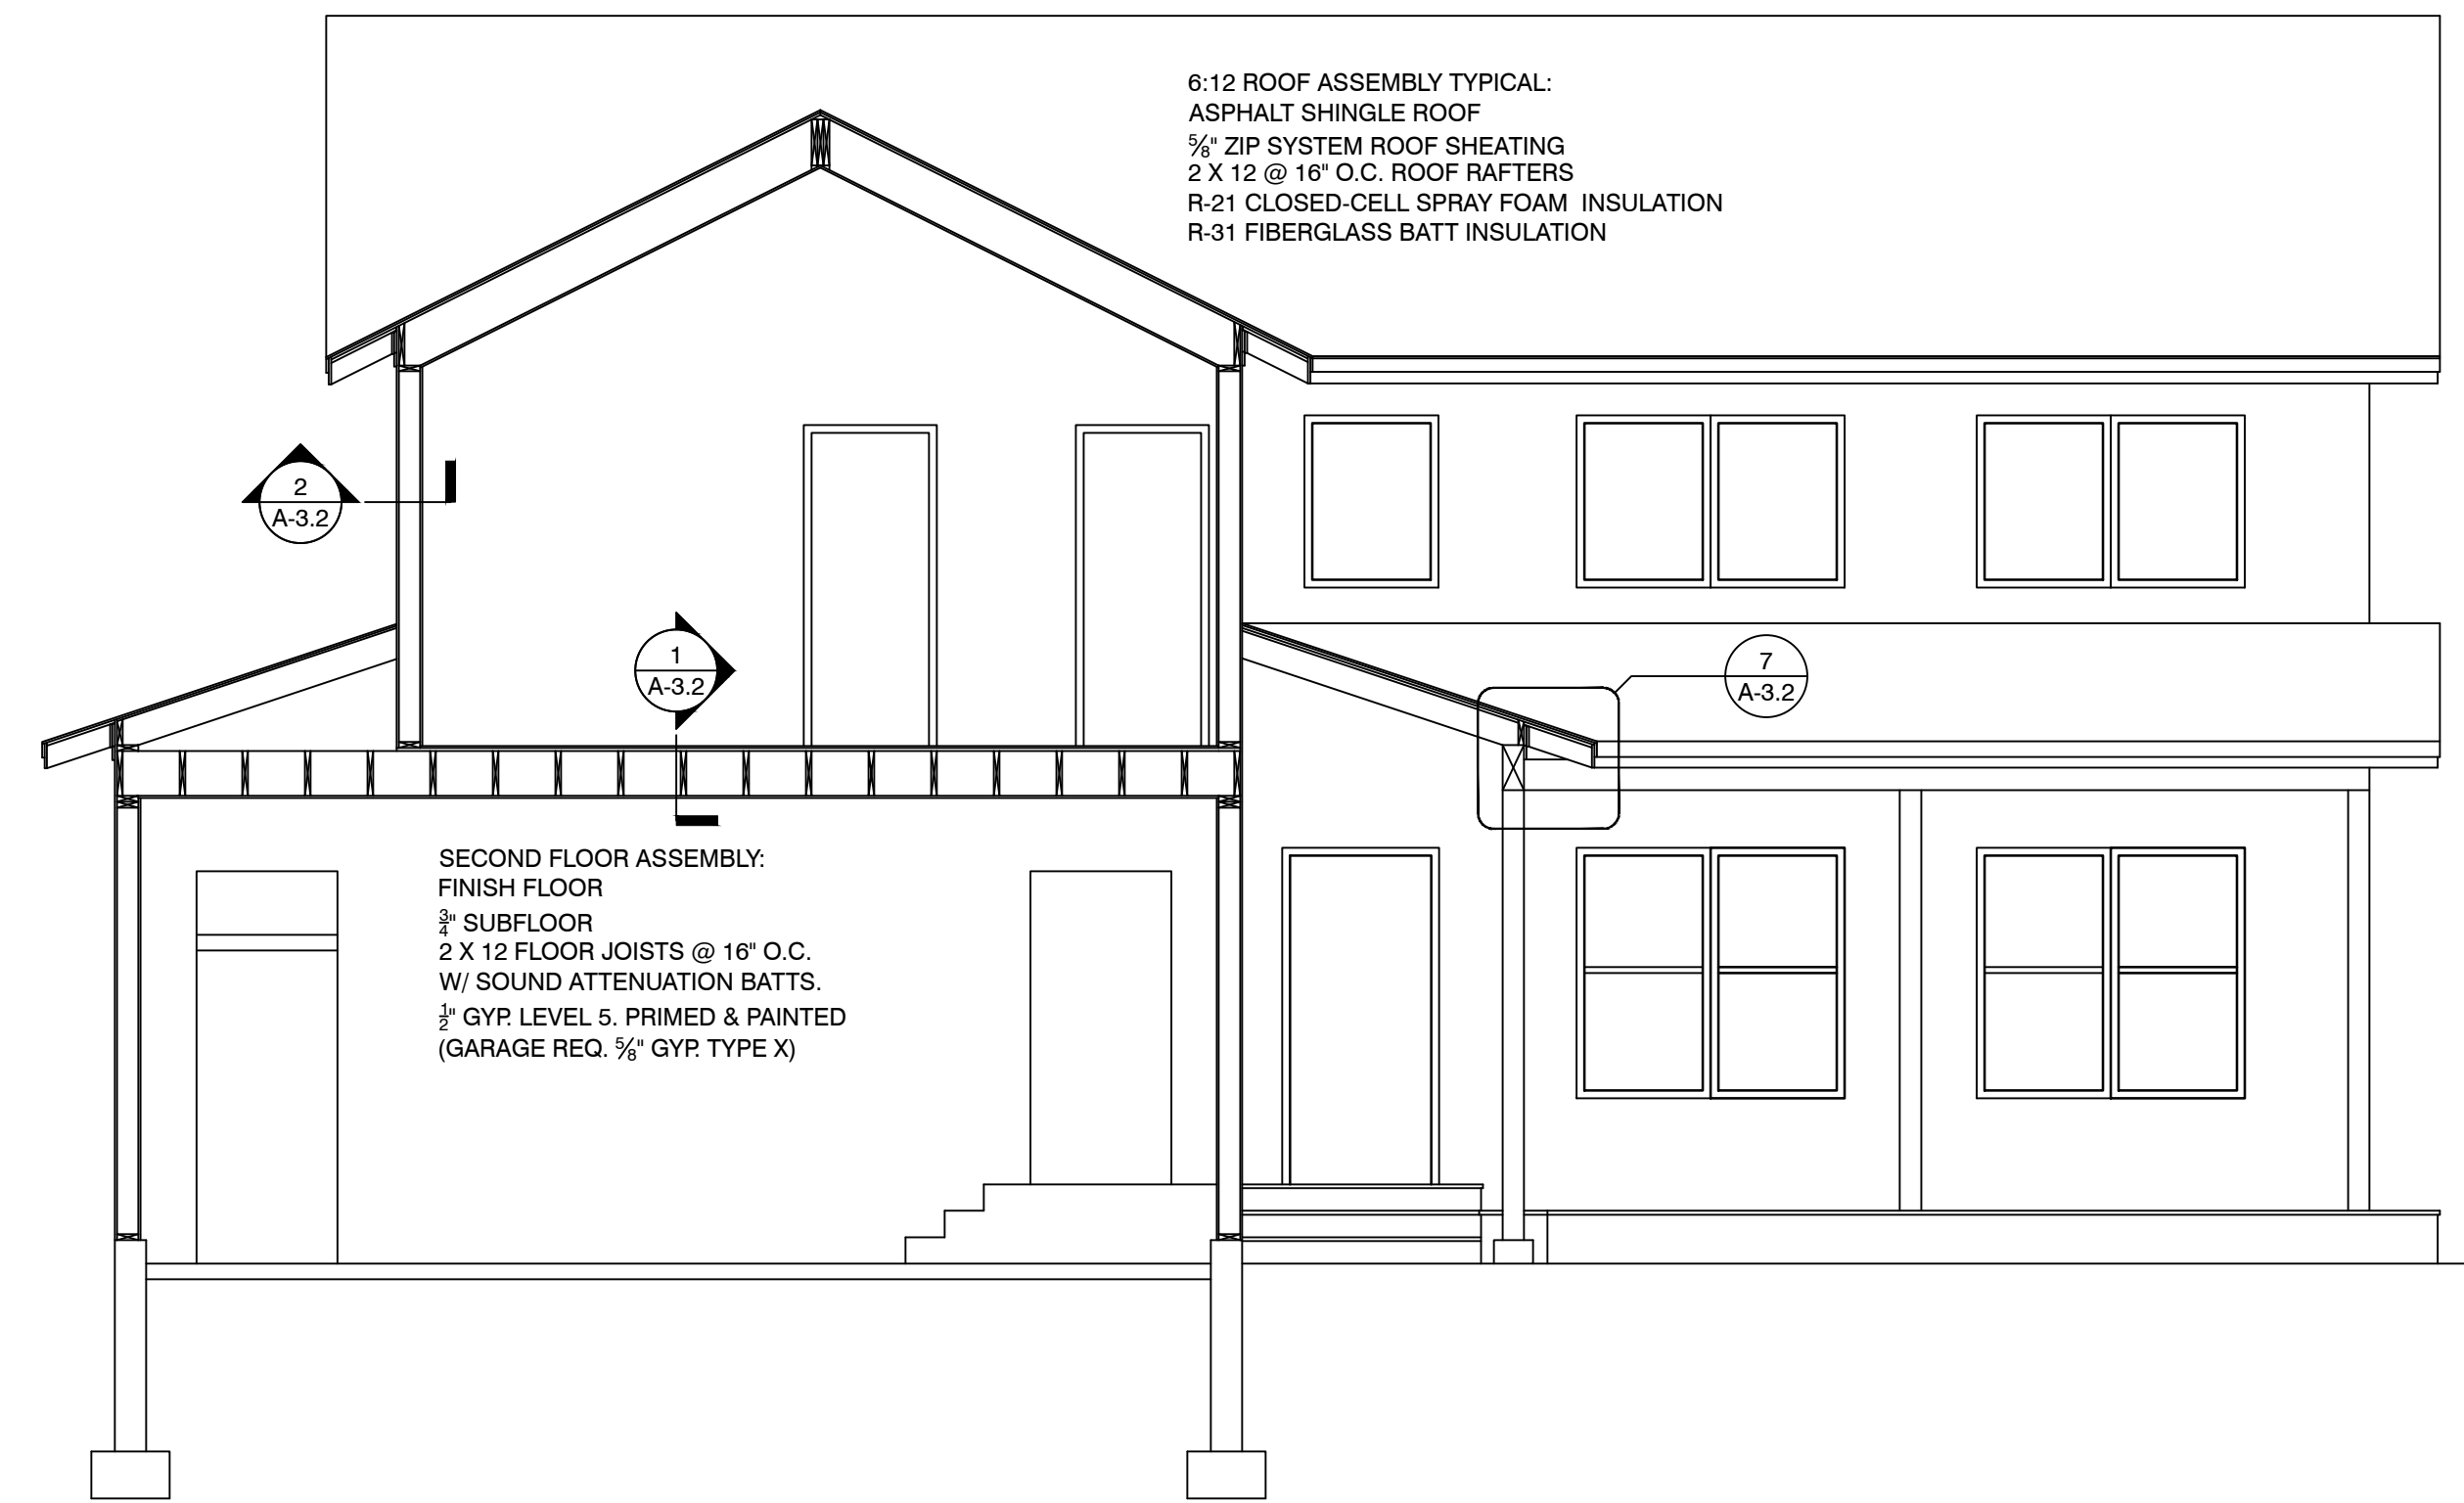 6:12 ROOF ASSEMBLY TYPICAL:
ASPHALT SHINGLE ROOF
⅝" ZIP SYSTEM ROOF SHEATING
2 X 12 @ 16" O.C. ROOF RAFTERS
R-21 CLOSED-CELL SPRAY FOAM  INSULATION
R-31 FIBERGLASS BATT INSULATION
2
A-3.2
1
A-3.2
7
A-3.2
SECOND FLOOR ASSEMBLY:
FINISH FLOOR
¾" SUBFLOOR
2 X 12 FLOOR JOISTS @ 16" O.C.
W/ SOUND ATTENUATION BATTS.
½" GYP. LEVEL 5. PRIMED & PAINTED
(GARAGE REQ. ⅝" GYP. TYPE X)